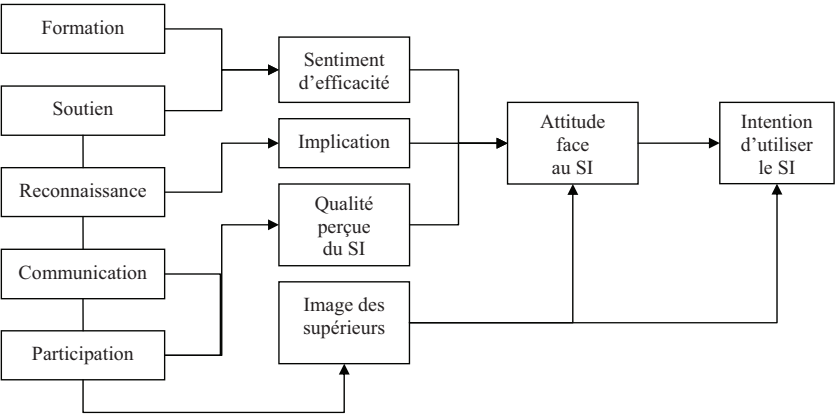 Formation
Soutien
Reconnaissance
Communication
Participation
Sentiment
d'efficacité
Implication
Qualité
perçue
du SI
Image des
supérieurs
Attitude
face
au SI
Intention
d'utiliser
le SI